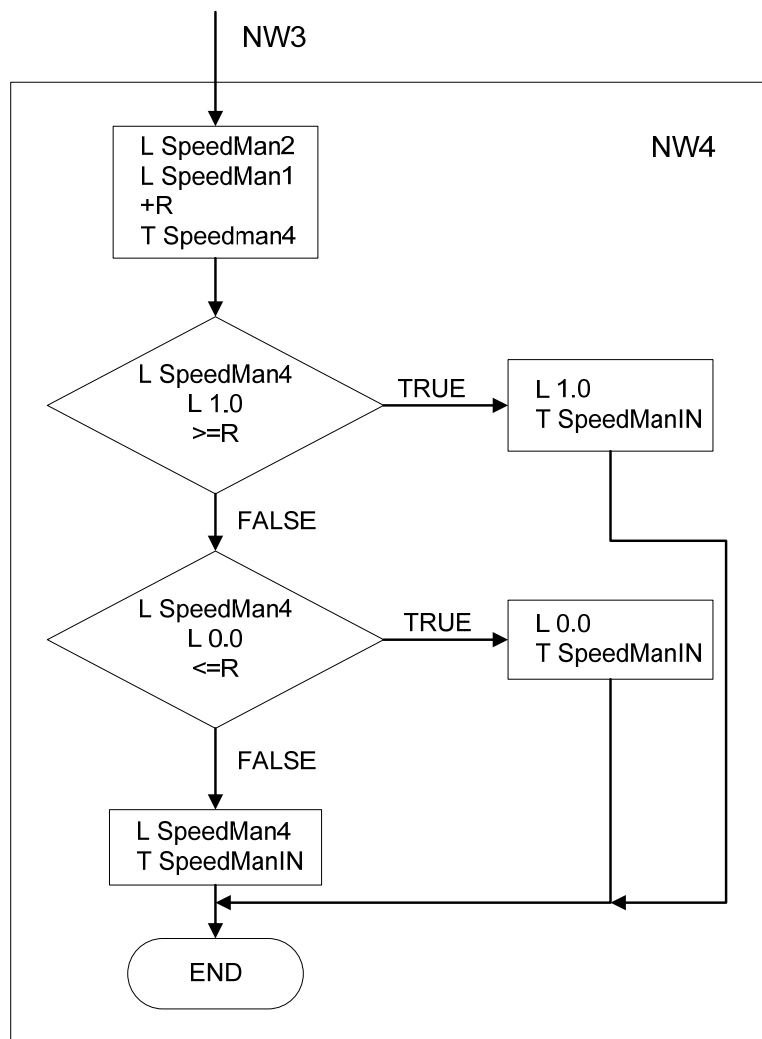 NW3
NW4
L SpeedMan2
L SpeedMan1
+R
T Speedman4
L SpeedMan4
L 1.0
>=R
TRUE
L 1.0
T SpeedManIN
FALSE
L SpeedMan4
L 0.0
<=R
TRUE
L 0.0
T SpeedManIN
FALSE
L SpeedMan4
T SpeedManIN
END